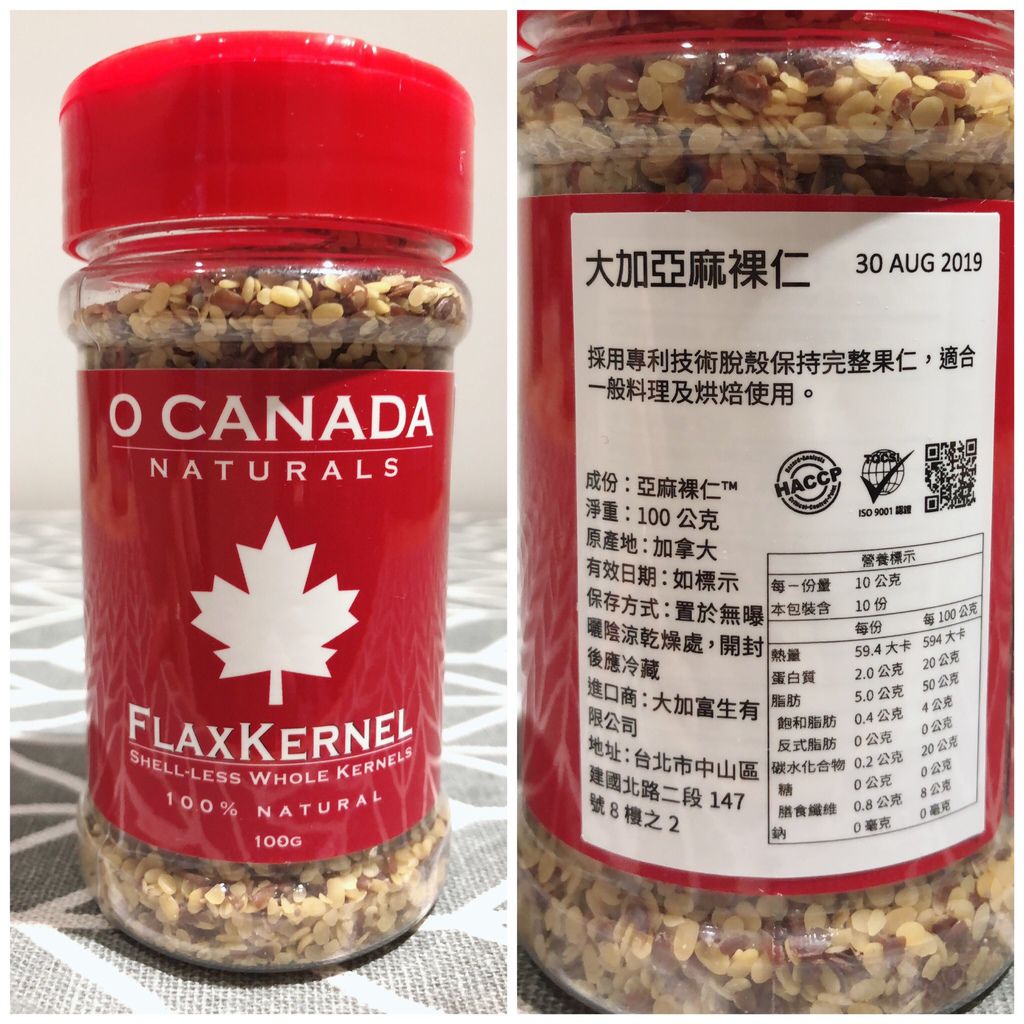 O CANADA
NATURALS
FLAXKERNEL
SHELL-LESS WHOLE KERNELS
100% NATURAL
100G
大加亞麻裸仁 30 AUG 2019
採用專利技術脫殼保持完整果仁，適合
一般料理及烘焙使用。
HACCP
TQCSI
ISO 9001 認證
成份：亞麻裸仁™
淨重：100 公克
原產地：加拿大
有效日期：如標示
保存方式：置於無曝
曬陰涼乾燥處，開封
後應冷藏
進口商：大加富生有
限公司
地址：台北市中山區
建國北路二段 147
號 8 樓之 2
營養標示
每一份量 10 公克
本包裝含 10 份
每份 每 100 公克
熱量 59.4 大卡 594 大卡
蛋白質 2.0 公克 20 公克
脂肪 5.0 公克 50 公克
飽和脂肪 0.4 公克 4 公克
反式脂肪 0 公克 0 公克
碳水化合物 0.2 公克 20 公克
糖 0 公克 0 公克
膳食纖維 0.8 公克 8 公克
鈉 0 毫克 0 毫克